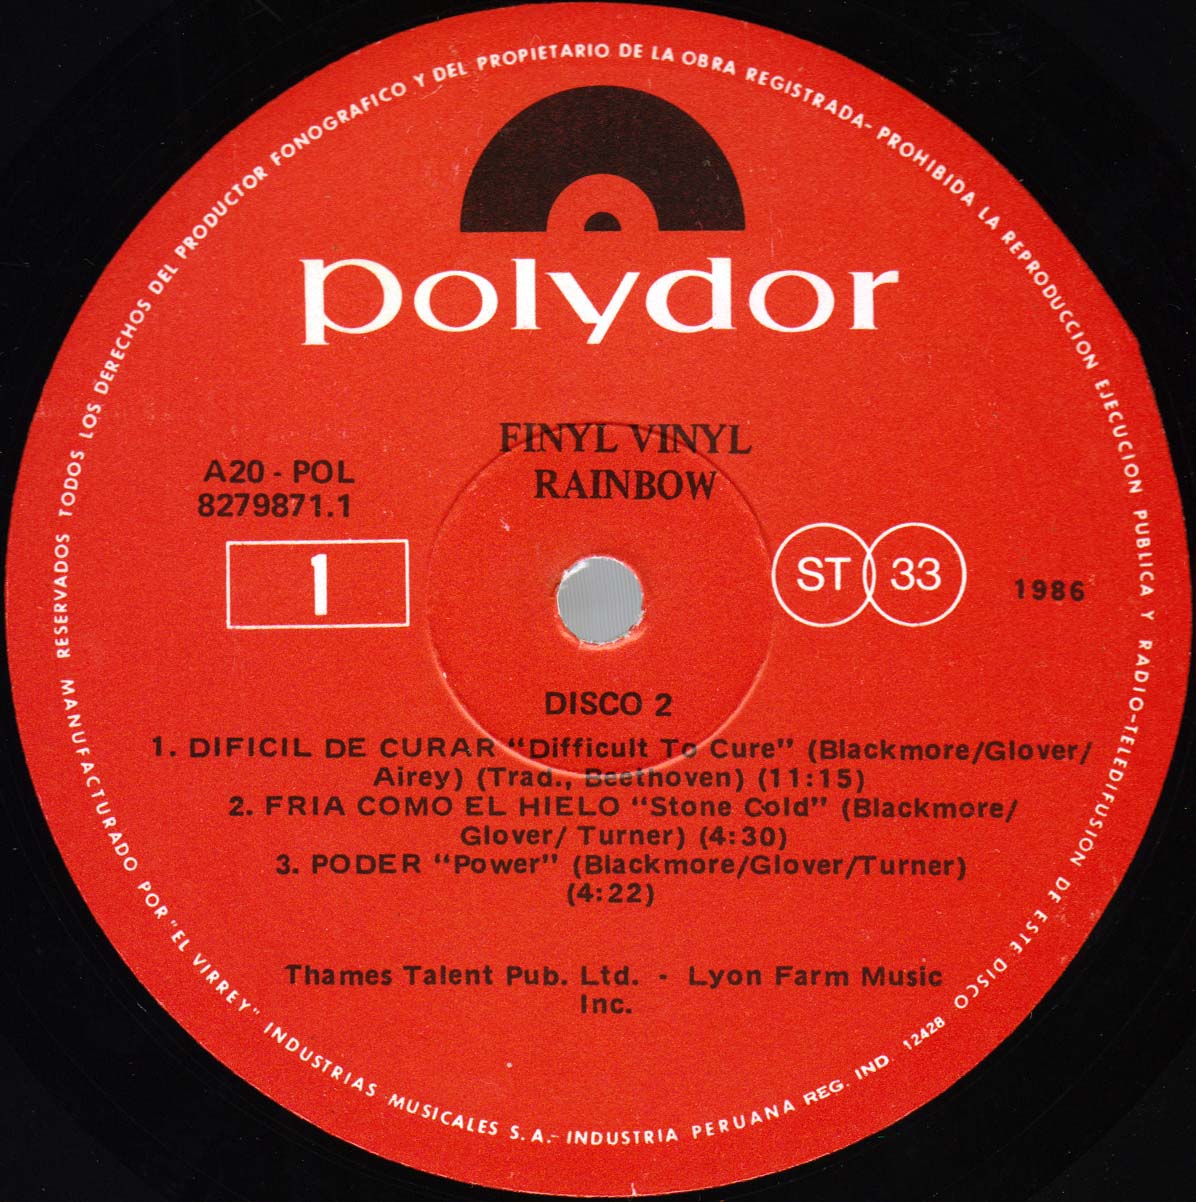 polydor
FINYL VINYL
RAINBOW
A20 - POL
8279871.1
1
ST 33
1986
DISCO 2
1. DIFICIL DE CURAR "Difficult To Cure" (Blackmore/Glover/
Airey) (Trad., Beethoven) (11:15)
2. FRIA COMO EL HIELO "Stone Cold" (Blackmore/
Glover/ Turner) (4:30)
3. PODER "Power" (Blackmore/Glover/Turner)
(4:22)
Thames Talent Pub. Ltd. - Lyon Farm Music
Inc.
RESERVADOS TODOS LOS DERECHOS DEL PRODUCTOR FONOGRAFICO Y DEL PROPIETARIO DE LA OBRA REGISTRADA- PROHIBIDA LA REPRODUCCION EJECUCION PUBLICA Y RADIO-TELEDIFUSION DE ESTE DISCO
MANUFACTURADO POR "EL VIRREY" INDUSTRIAS MUSICALES S.A.- INDUSTRIA PERUANA REG. IND. 12428